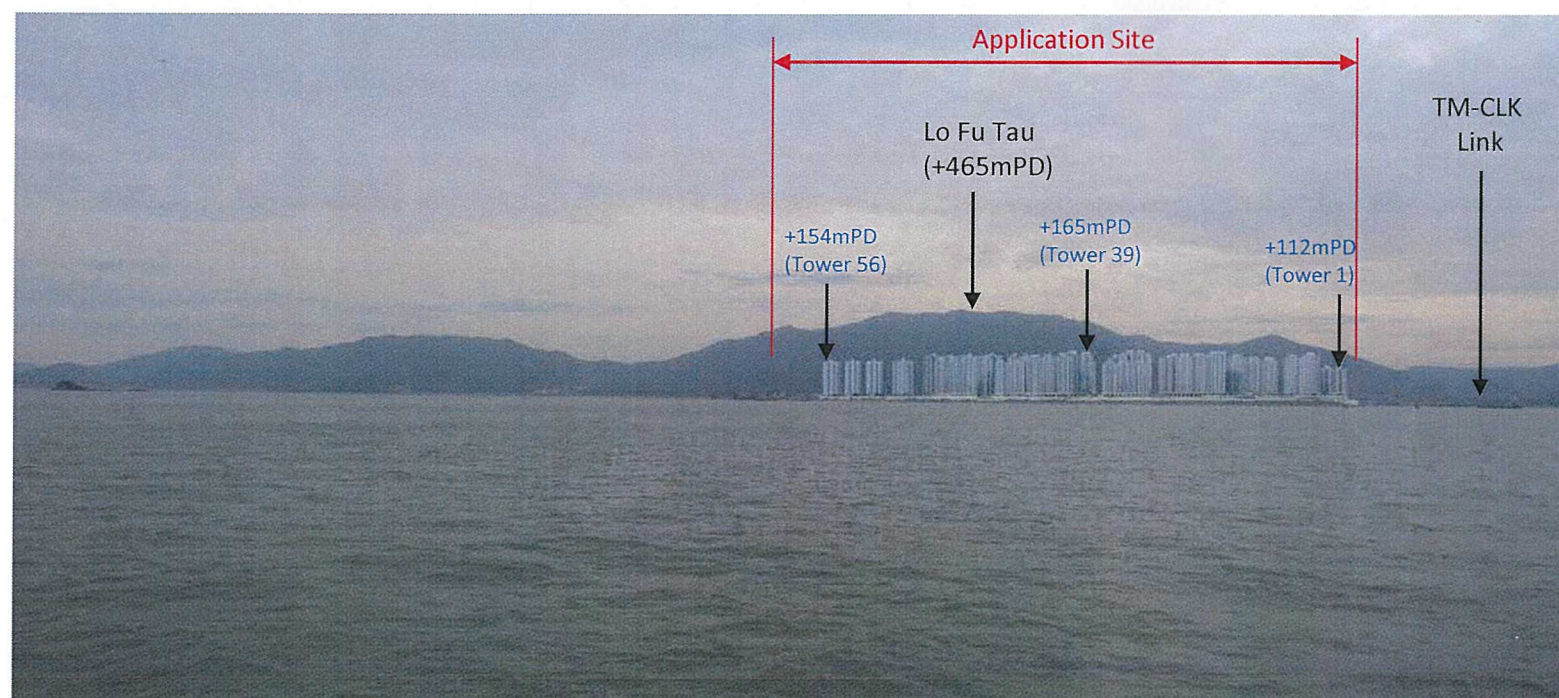 Application Site
TM-CLK
Link
Lo Fu Tau
(+465mPD)
+154mPD
(Tower 56)
+165mPD
(Tower 39)
+112mPD
(Tower 1)